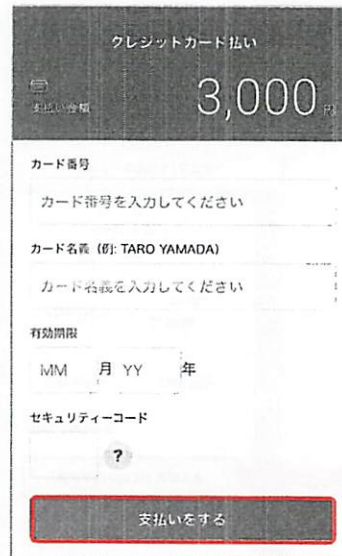 クレジットカード払い
支払い金額
3,000 円
カード番号
カード番号を入力してください
カード名義 (例: TARO YAMADA)
カード名義を入力してください
有効期限
MM 月 YY 年
セキュリティーコード
?
支払いをする